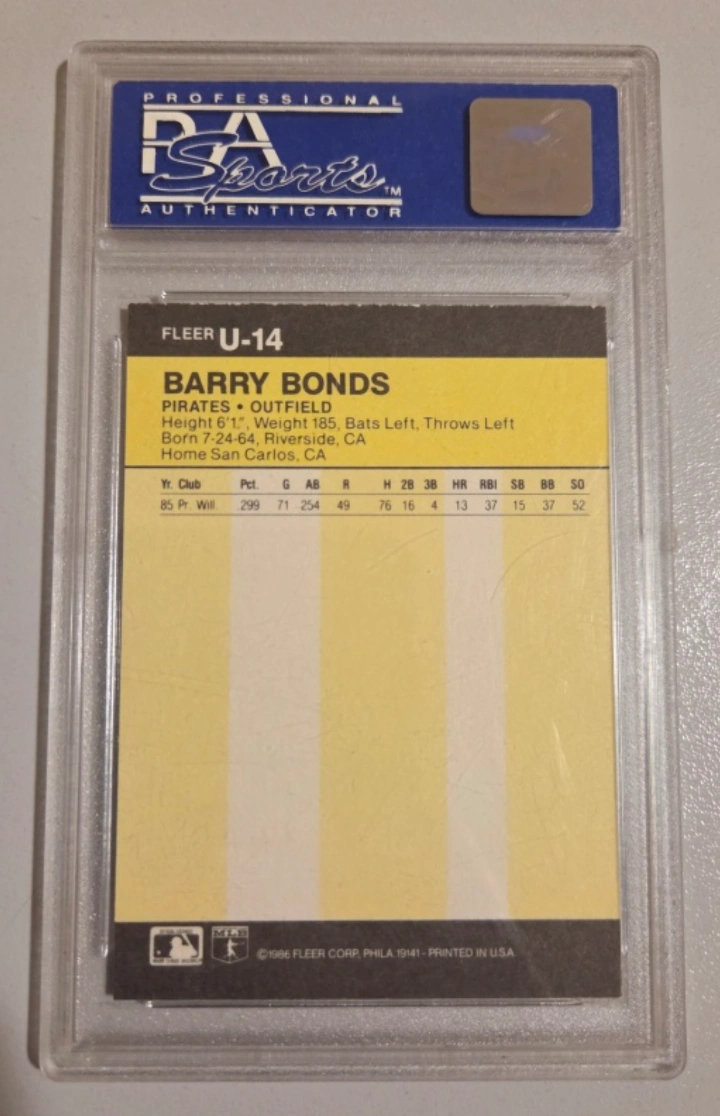 PROFESSIONAL
PSA
Sports TM
AUTHENTICATOR
FLEER U-14
BARRY BONDS
PIRATES • OUTFIELD
Height 6'1.", Weight 185, Bats Left, Throws Left
Born 7-24-64, Riverside, CA
Home San Carlos, CA
Yr. Club Pct. G AB R H 2B 3B HR RBI SB BB SO
85 Pr. Will. .299 71 254 49 76 16 4 13 37 15 37 52
MLB
©1986 FLEER CORP., PHILA 19141 - PRINTED IN U.S.A.